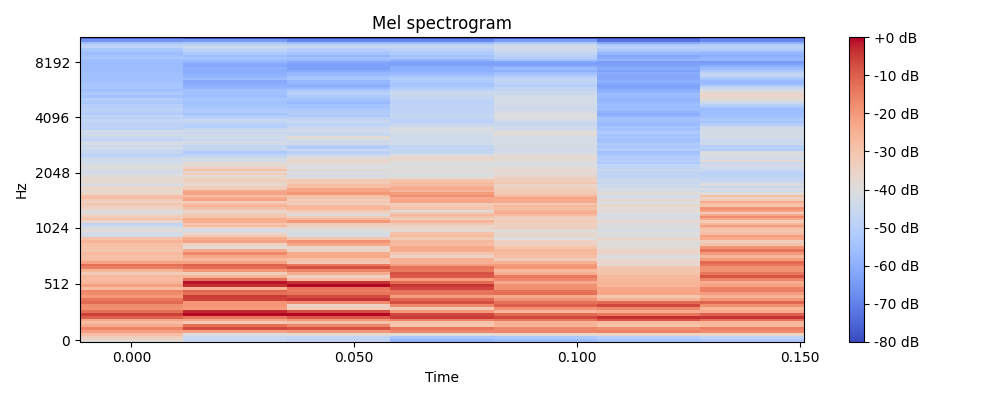 Mel spectrogram
Hz
8192
4096
2048
1024
512
0
0.000
0.050
0.100
0.150
Time
+0 dB
-10 dB
-20 dB
-30 dB
-40 dB
-50 dB
-60 dB
-70 dB
-80 dB